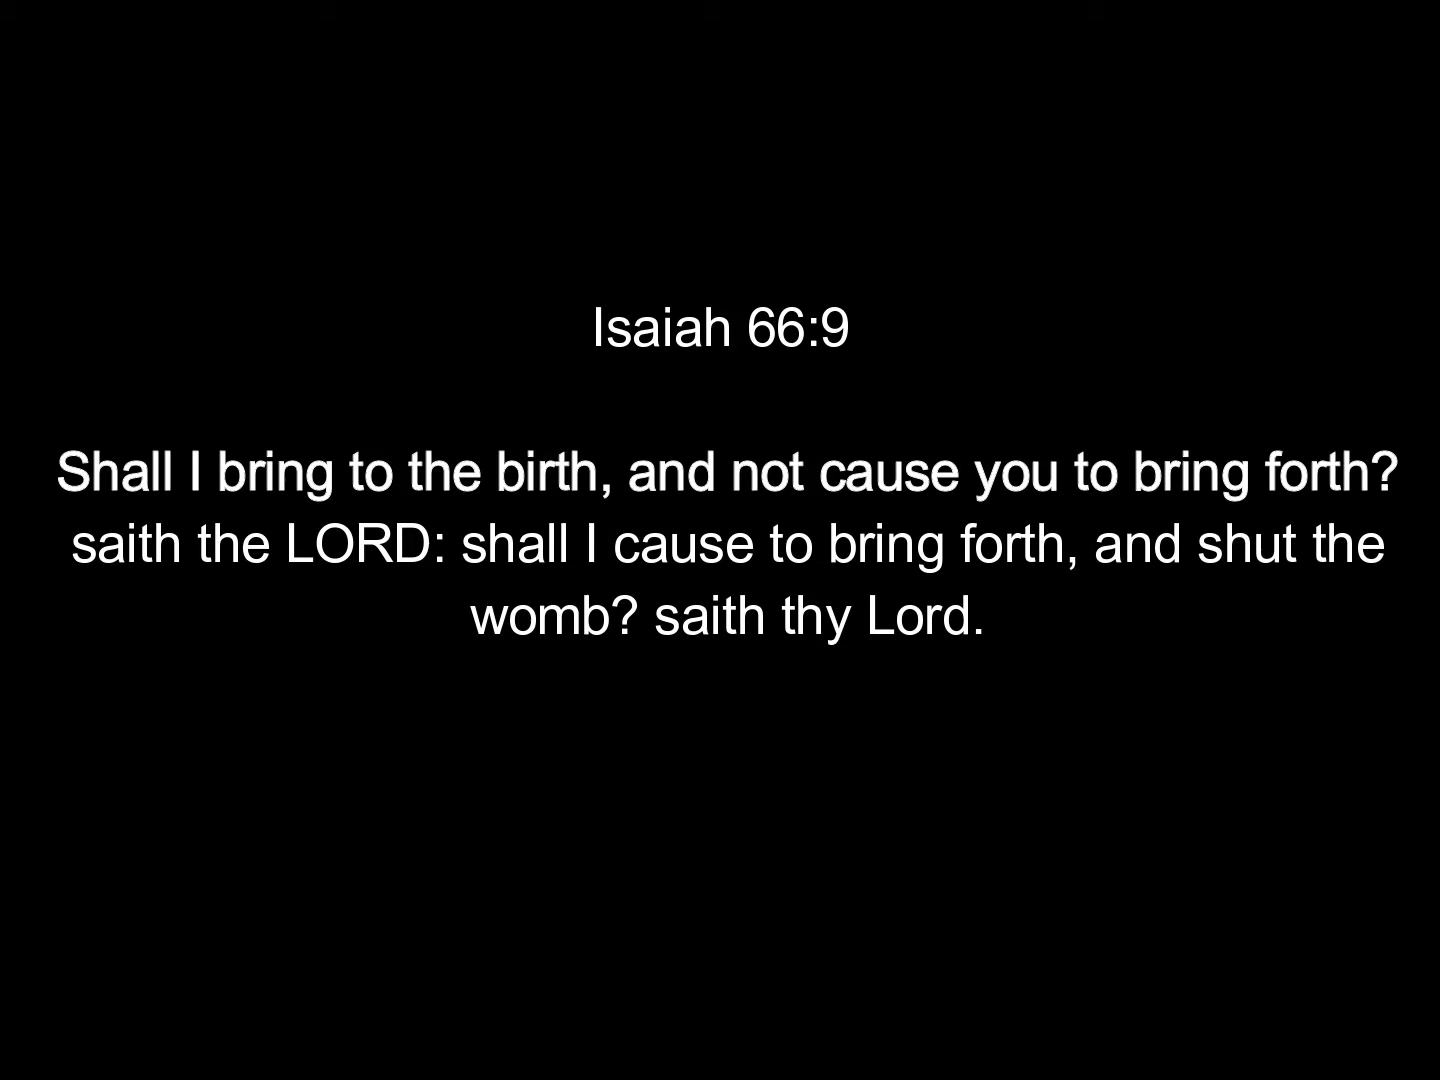 Isaiah 66:9
Shall I bring to the birth, and not cause you to bring forth?
saith the LORD: shall I cause to bring forth, and shut the
womb? saith thy Lord.